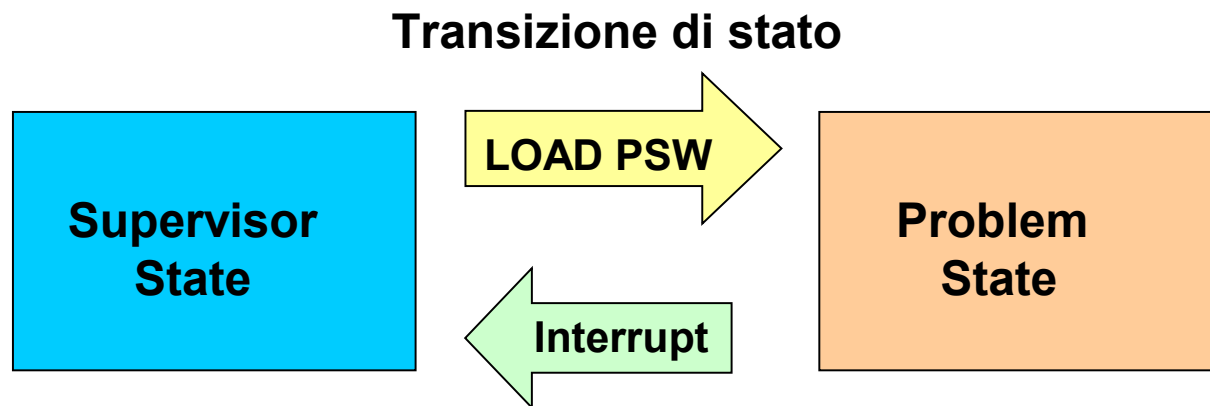 Transizione di stato
LOAD PSW
Supervisor
State
Problem
State
Interrupt